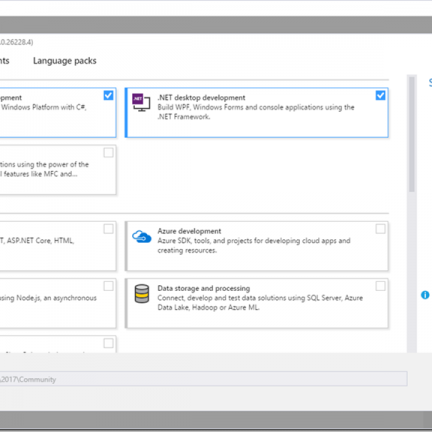 .0.26228.4)
nts Language packs
opment
Windows Platform with C#,
.NET desktop development
Build WPF, Windows Forms and console applications using the
.NET Framework.
tions using the power of the
l features like MFC and...
T, ASP.NET Core, HTML,
Azure development
Azure SDK, tools, and projects for developing cloud apps and
creating resources.
sing Node.js, an asynchronous
Data storage and processing
Connect, develop and test data solutions using SQL Server, Azure
Data Lake, Hadoop or Azure ML.
2017\Community